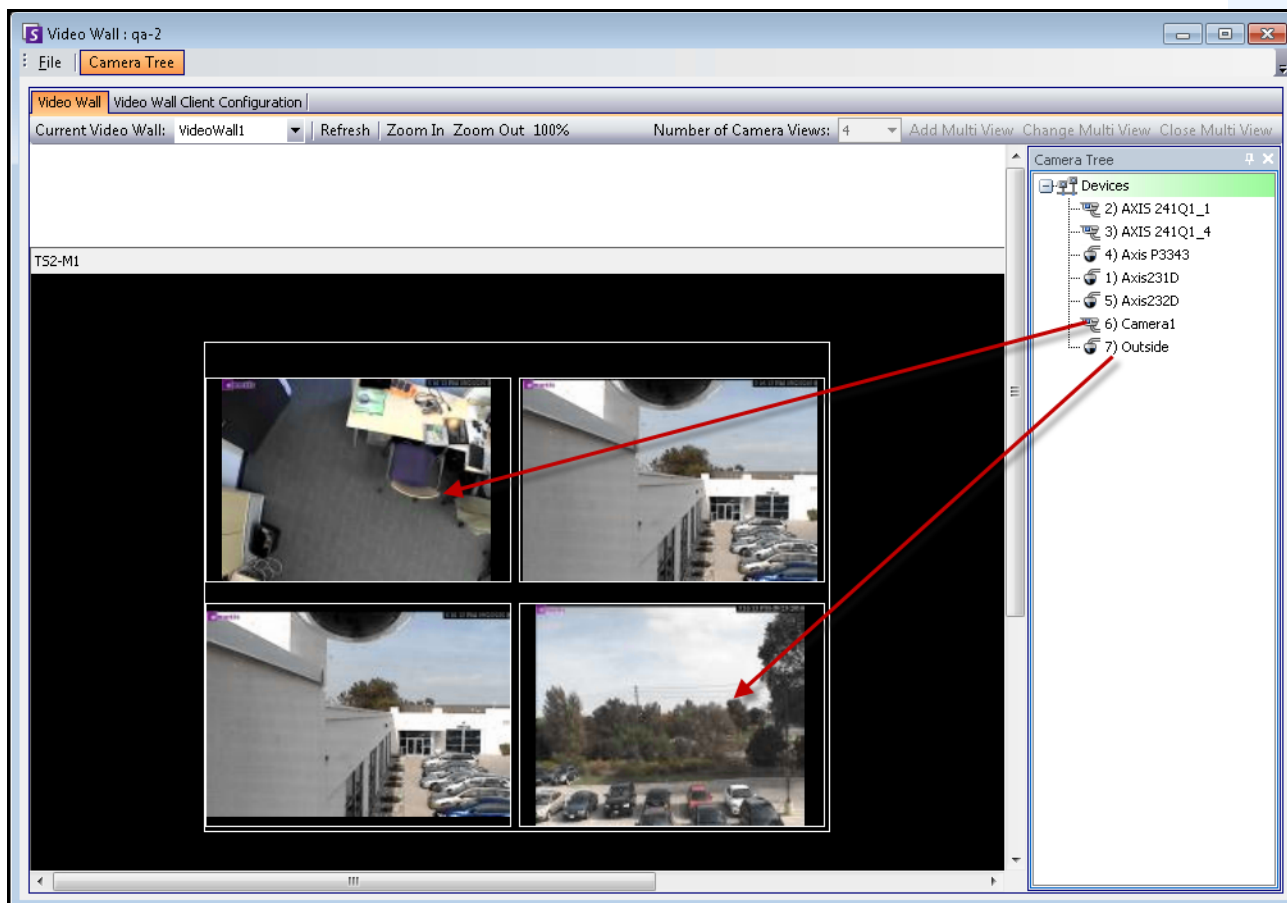 Video Wall : qa-2
File Camera Tree
Video Wall Video Wall Client Configuration
Current Video Wall: VideoWall1 Refresh Zoom In Zoom Out 100% Number of Camera Views: 4 Add Multi View Change Multi View Close Multi View
Camera Tree
Devices
2) AXIS 241Q1_1
3) AXIS 241Q1_4
4) Axis P3343
1) Axis231D
5) Axis232D
6) Camera1
7) Outside
TS2-M1